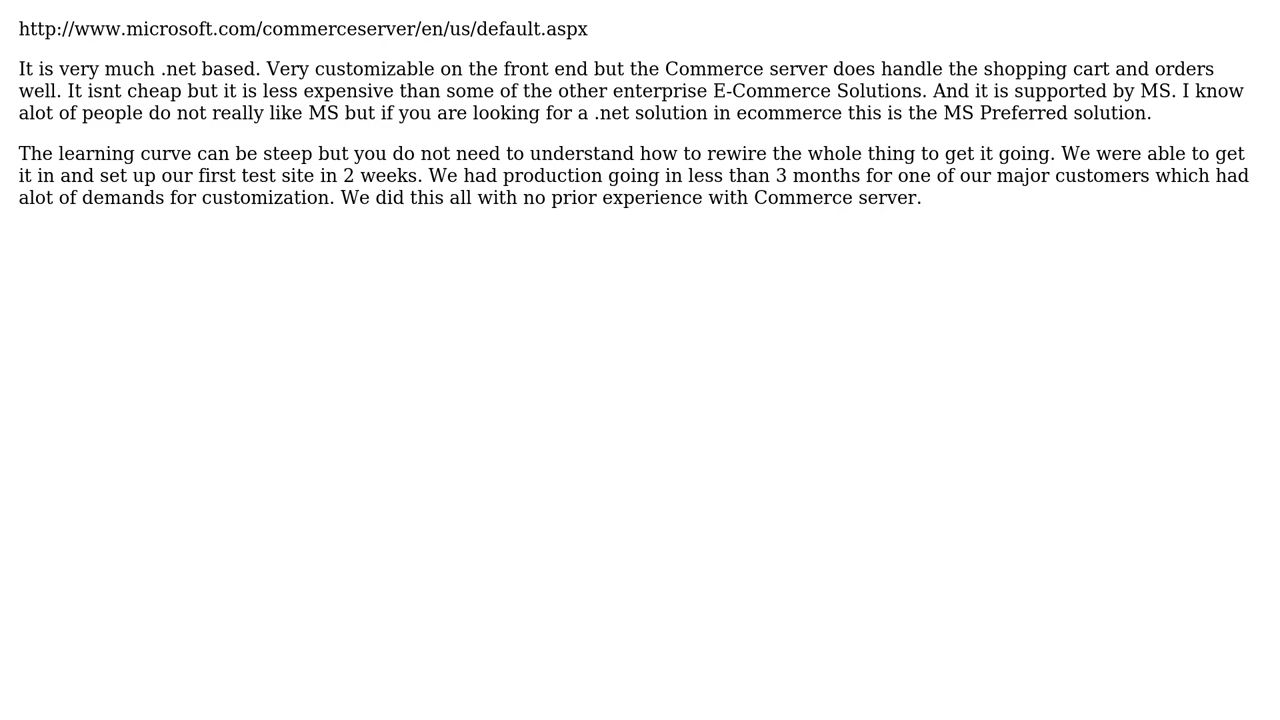 http://www.microsoft.com/commerceserver/en/us/default.aspx
It is very much .net based. Very customizable on the front end but the Commerce server does handle the shopping cart and orders
well. It isnt cheap but it is less expensive than some of the other enterprise E-Commerce Solutions. And it is supported by MS. I know
alot of people do not really like MS but if you are looking for a .net solution in ecommerce this is the MS Preferred solution.
The learning curve can be steep but you do not need to understand how to rewire the whole thing to get it going. We were able to get
it in and set up our first test site in 2 weeks. We had production going in less than 3 months for one of our major customers which had
alot of demands for customization. We did this all with no prior experience with Commerce server.